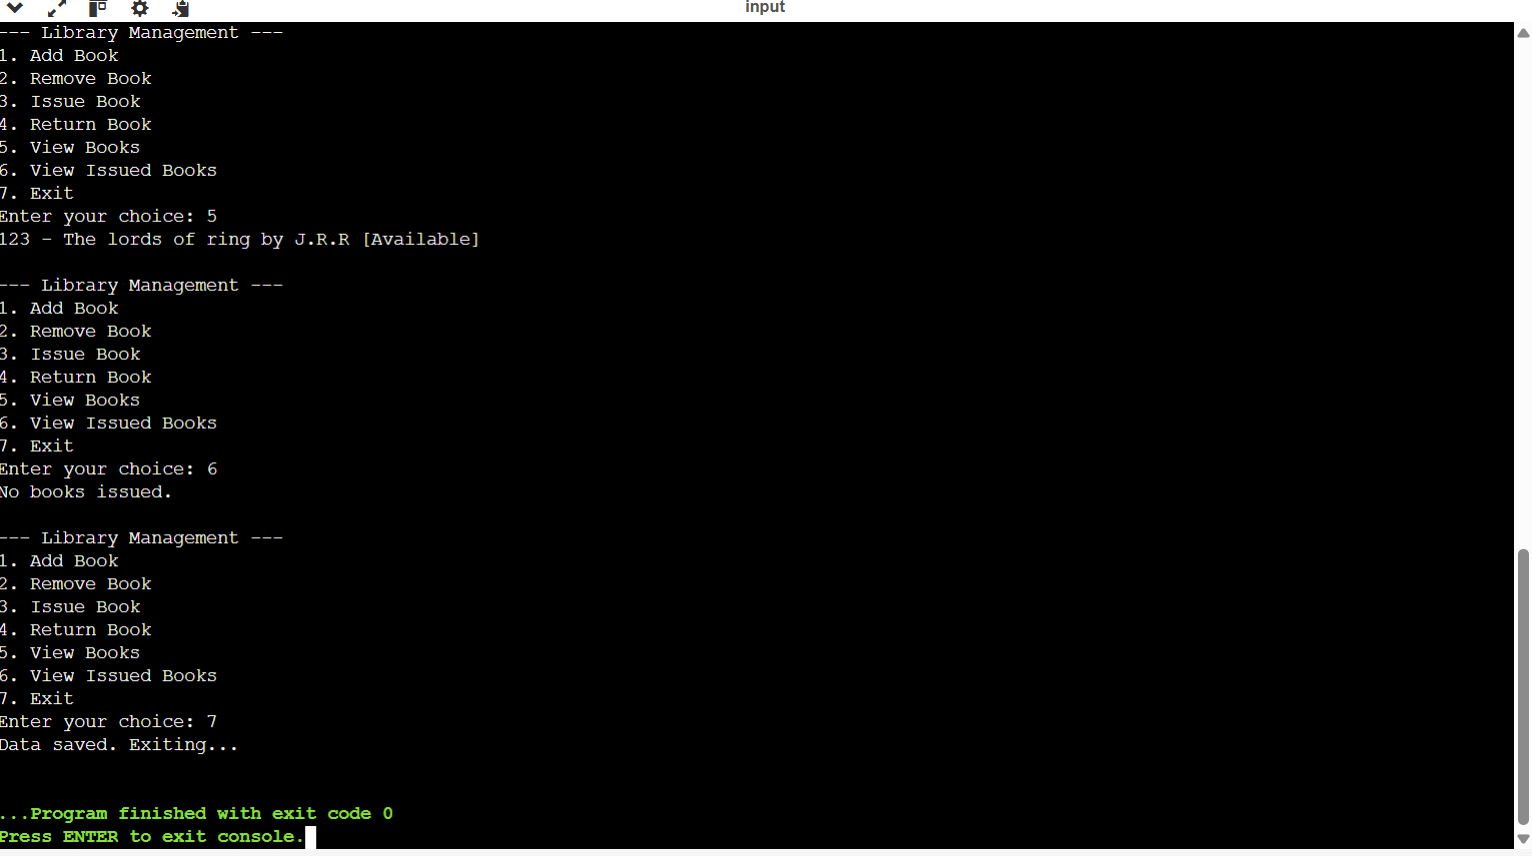 input
--- Library Management ---
1. Add Book
2. Remove Book
3. Issue Book
4. Return Book
5. View Books
6. View Issued Books
7. Exit
Enter your choice: 5
123 - The lords of ring by J.R.R [Available]
--- Library Management ---
1. Add Book
2. Remove Book
3. Issue Book
4. Return Book
5. View Books
6. View Issued Books
7. Exit
Enter your choice: 6
No books issued.
--- Library Management ---
1. Add Book
2. Remove Book
3. Issue Book
4. Return Book
5. View Books
6. View Issued Books
7. Exit
Enter your choice: 7
Data saved. Exiting...
...Program finished with exit code 0
Press ENTER to exit console.